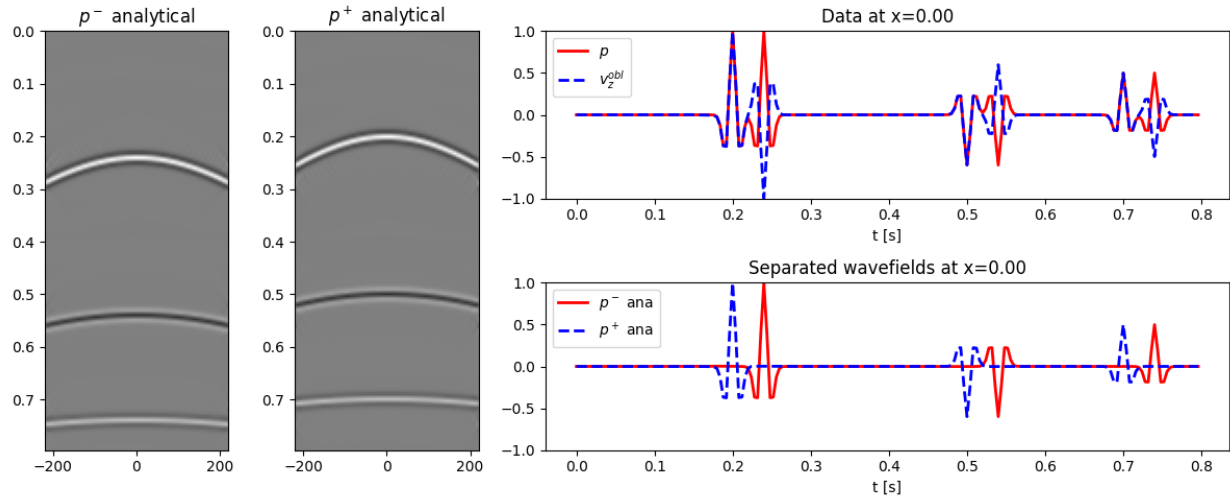 p⁻ analytical
0.0
0.1
0.2
0.3
0.4
0.5
0.6
0.7
−200 0 200
p⁺ analytical
0.0
0.1
0.2
0.3
0.4
0.5
0.6
0.7
−200 0 200
Data at x=0.00
1.0
0.5
0.0
−0.5
−1.0
p
v_z^{obl}
0.0 0.1 0.2 0.3 0.4 0.5 0.6 0.7 0.8
t [s]
Separated wavefields at x=0.00
1.0
0.5
0.0
−0.5
−1.0
p⁻ ana
p⁺ ana
0.0 0.1 0.2 0.3 0.4 0.5 0.6 0.7 0.8
t [s]